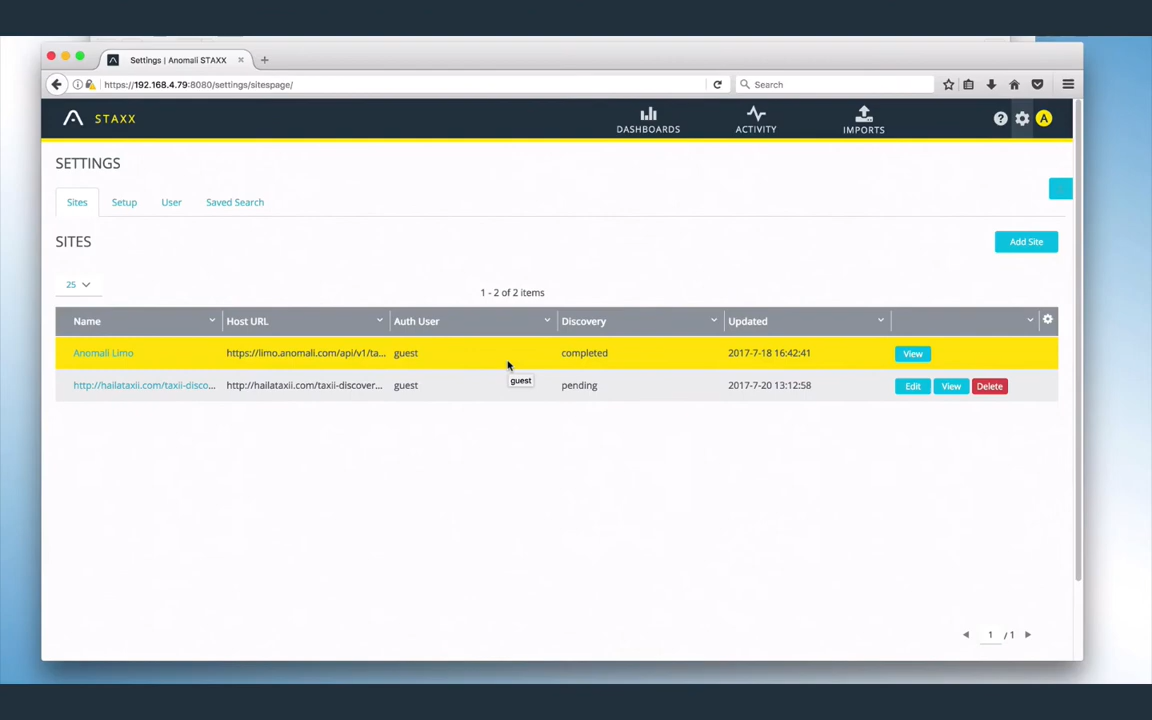 Settings | Anomali STAXX
https://192.168.4.79:8080/settings/sitespage/
Search
STAXX
DASHBOARDS
ACTIVITY
IMPORTS
?
A
SETTINGS
Sites
Setup
User
Saved Search
SITES
Add Site
25
1 - 2 of 2 items
Name
Host URL
Auth User
Discovery
Updated
Anomali Limo
https://limo.anomali.com/api/v1/ta...
guest
completed
2017-7-18 16:42:41
View
guest
http://hailataxii.com/taxii-disco...
http://hailataxii.com/taxii-discover...
guest
pending
2017-7-20 13:12:58
Edit
View
Delete
1 / 1